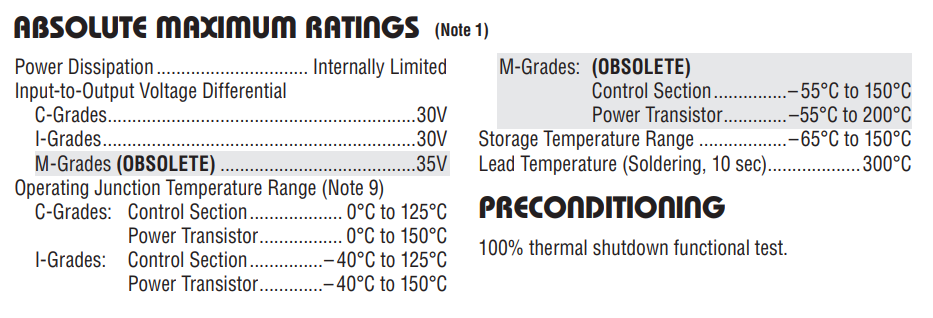 ABSOLUTE MAXIMUM RATINGS (Note 1)
Power Dissipation ............................... Internally Limited
Input-to-Output Voltage Differential
C-Grades................................................................30V
I-Grades.................................................................30V
M-Grades (OBSOLETE) .........................................35V
Operating Junction Temperature Range (Note 9)
C-Grades: Control Section................... 0°C to 125°C
Power Transistor................. 0°C to 150°C
I-Grades: Control Section...............–40°C to 125°C
Power Transistor.............–40°C to 150°C
M-Grades: (OBSOLETE)
Control Section...............–55°C to 150°C
Power Transistor.............–55°C to 200°C
Storage Temperature Range ..................–65°C to 150°C
Lead Temperature (Soldering, 10 sec)...................300°C
PRECONDITIONING
100% thermal shutdown functional test.